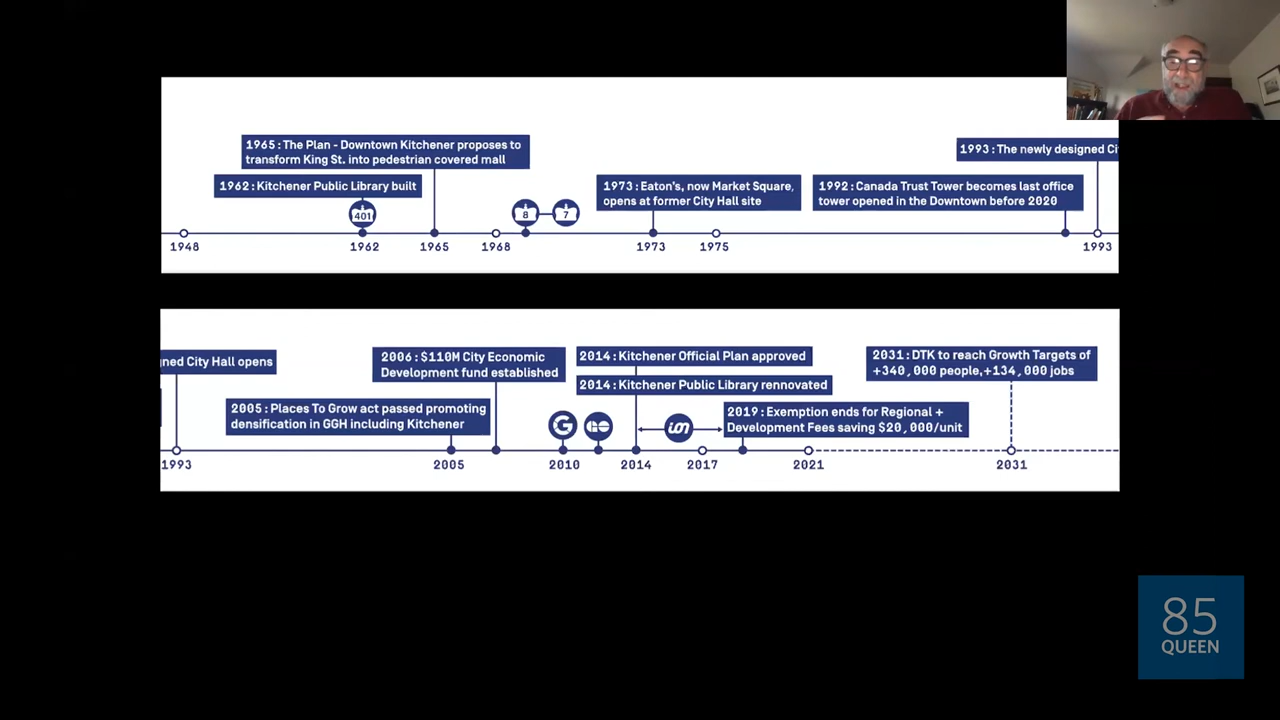 1965: The Plan - Downtown Kitchener proposes to
transform King St. into pedestrian covered mall
1962: Kitchener Public Library built
401
8
7
1973: Eaton's, now Market Square,
opens at former City Hall site
1993: The newly designed Ci
1992: Canada Trust Tower becomes last office
tower opened in the Downtown before 2020
1948
1962
1965
1968
1973
1975
1993
gned City Hall opens
2005: Places To Grow act passed promoting
densification in GGH including Kitchener
2006: $110M City Economic
Development fund established
G
GO
2014: Kitchener Official Plan approved
2014: Kitchener Public Library rennovated
ion
2019: Exemption ends for Regional +
Development Fees saving $20,000/unit
2031: DTK to reach Growth Targets of
+340,000 people,+134,000 jobs
1993
2005
2010
2014
2017
2021
2031
85
QUEEN